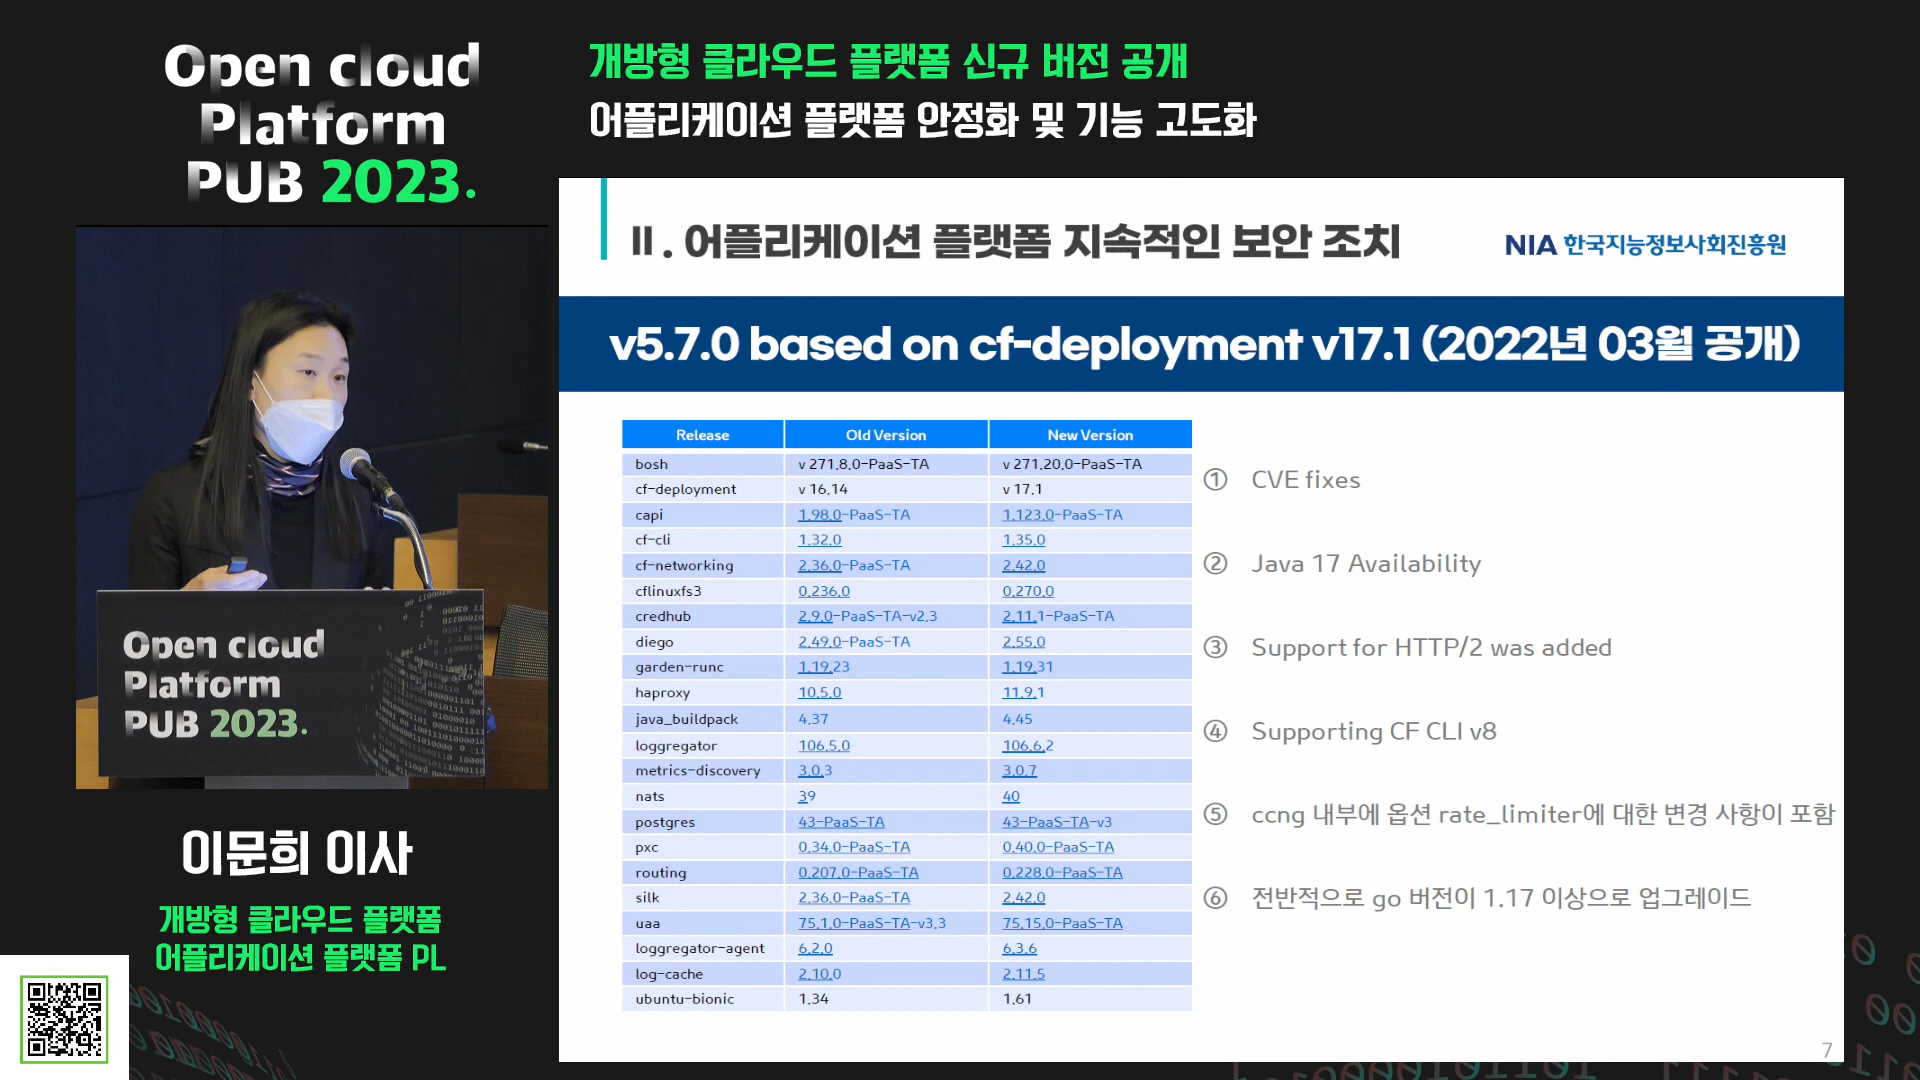 Open cloud
Platform
PUB 2023.
개방형 클라우드 플랫폼 신규 버전 공개
어플리케이션 플랫폼 안정화 및 기능 고도화
Ⅱ. 어플리케이션 플랫폼 지속적인 보안 조치
NIA 한국지능정보사회진흥원
v5.7.0 based on cf-deployment v17.1 (2022년 03월 공개)
Release Old Version New Version
bosh v 271.8.0-PaaS-TA v 271.20.0-PaaS-TA
cf-deployment v 16.14 v 17.1
capi 1.98.0-PaaS-TA 1.123.0-PaaS-TA
cf-cli 1.32.0 1.35.0
cf-networking 2.36.0-PaaS-TA 2.42.0
cflinuxfs3 0.236.0 0.270.0
credhub 2.9.0-PaaS-TA-v2.3 2.11.1-PaaS-TA
diego 2.49.0-PaaS-TA 2.55.0
garden-runc 1.19.23 1.19.31
haproxy 10.5.0 11.9.1
java_buildpack 4.37 4.45
loggregator 106.5.0 106.6.2
metrics-discovery 3.0.3 3.0.7
nats 39 40
postgres 43-PaaS-TA 43-PaaS-TA-v3
pxc 0.34.0-PaaS-TA 0.40.0-PaaS-TA
routing 0.207.0-PaaS-TA 0.228.0-PaaS-TA
silk 2.36.0-PaaS-TA 2.42.0
uaa 75.1.0-PaaS-TA-v3.3 75.15.0-PaaS-TA
loggregator-agent 6.2.0 6.3.6
log-cache 2.10.0 2.11.5
ubuntu-bionic 1.34 1.61
① CVE fixes
② Java 17 Availability
③ Support for HTTP/2 was added
④ Supporting CF CLI v8
⑤ ccng 내부에 옵션 rate_limiter에 대한 변경 사항이 포함
⑥ 전반적으로 go 버전이 1.17 이상으로 업그레이드
7
Open cloud
Platform
PUB 2023.
이문희 이사
개방형 클라우드 플랫폼
어플리케이션 플랫폼 PL